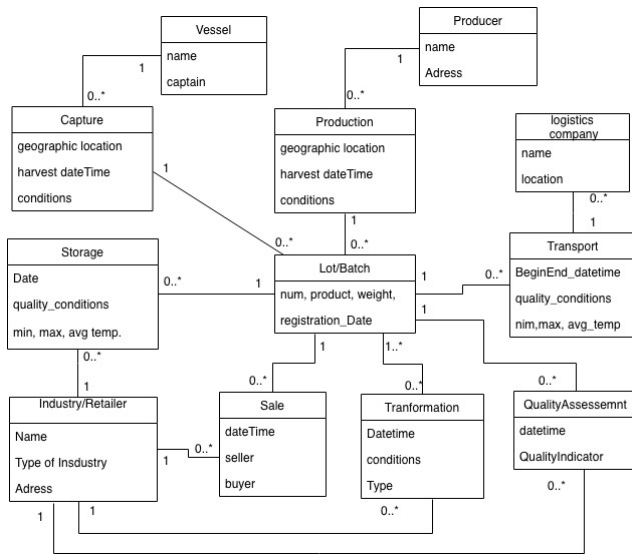 Vessel
name
captain
Producer
name
Adress
1
0..*
1
0..*
Capture
geographic location
harvest dateTime
conditions
Production
geographic location
harvest dateTime
conditions
logistics
company
name
location
1
0..*
1
0..*
0..*
1
Storage
Date
quality_conditions
min, max, avg temp.
Lot/Batch
num, product, weight,
registration_Date
Transport
BeginEnd_datetime
quality_conditions
nim,max, avg_temp
0..*
1
1
0..*
1
0..*
1
1
0..*
1..*
0..*
0..*
Industry/Retailer
Name
Type of Insdustry
Adress
Sale
dateTime
seller
buyer
Tranformation
Datetime
conditions
Type
QualityAssessemnt
datetime
QualityIndicator
1
0..*
1
1
0..*
0..*